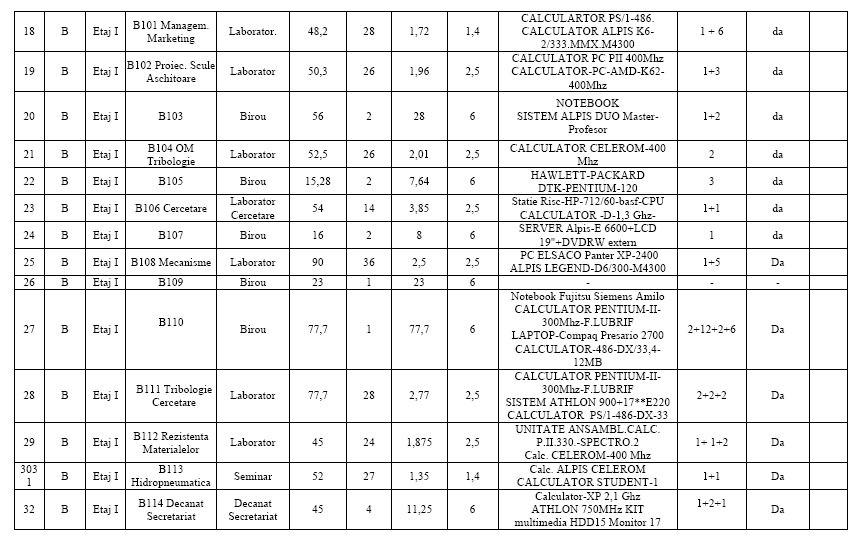 18 B Etaj I B101 Managem. Marketing Laborator. 48,2 28 1,72 1,4 CALCULARTOR PS/1-486. CALCULATOR ALPIS K6-2/333.MMX.M4300 1 + 6 da
19 B Etaj I B102 Proiec. Scule Aschitoare Laborator 50,3 26 1,96 2,5 CALCULATOR PC PII 400Mhz CALCULATOR-PC-AMD-K62-400Mhz 1+3 da
20 B Etaj I B103 Birou 56 2 28 6 NOTEBOOK SISTEM ALPIS DUO Master-Profesor 1+2 da
21 B Etaj I B104 OM Tribologie Laborator 52,5 26 2,01 2,5 CALCULATOR CELEROM-400 Mhz 2 da
22 B Etaj I B105 Birou 15,28 2 7,64 6 HAWLETT-PACKARD DTK-PENTIUM-120 3 da
23 B Etaj I B106 Cercetare Laborator Cercetare 54 14 3,85 2,5 Statie Risc-HP-712/60-basf-CPU CALCULATOR -D-1,3 Ghz- 1+1 da
24 B Etaj I B107 Birou 16 2 8 6 SERVER Alpis-E 6600+LCD 19"+DVDRW extern 1 da
25 B Etaj I B108 Mecanisme Laborator 90 36 2,5 2,5 PC ELSACO Panter XP-2400 ALPIS LEGEND-D6/300-M4300 1+5 Da
26 B Etaj I B109 Birou 23 1 23 6 - - -
27 B Etaj I B110 Birou 77,7 1 77,7 6 Notebook Fujitsu Siemens Amilo CALCULATOR PENTIUM-II-300Mhz-F.LUBRIF LAPTOP-Compaq Presario 2700 CALCULATOR-486-DX/33,4-12MB 2+12+2+6 Da
28 B Etaj I B111 Tribologie Cercetare Laborator 77,7 28 2,77 2,5 CALCULATOR PENTIUM-II-300Mhz-F.LUBRIF SISTEM ATHLON 900+17**E220 CALCULATOR PS/1-486-DX-33 2+2+2 Da
29 B Etaj I B112 Rezistenta Materialelor Laborator 45 24 1,875 2,5 UNITATE ANSAMBL.CALC. P.II.330.-SPECTRO.2 Calc. CELEROM-400 Mhz 1+ 1+2 Da
303 1 B Etaj I B113 Hidropneumatica Seminar 52 27 1,35 1,4 Calc. ALPIS CELEROM CALCULATOR STUDENT-1 1+1 Da
32 B Etaj I B114 Decanat Secretariat Decanat Secretariat 45 4 11,25 6 Calculator-XP 2,1 Ghz ATHLON 750MHz KIT multimedia HDD15 Monitor 17 1+2+1 Da